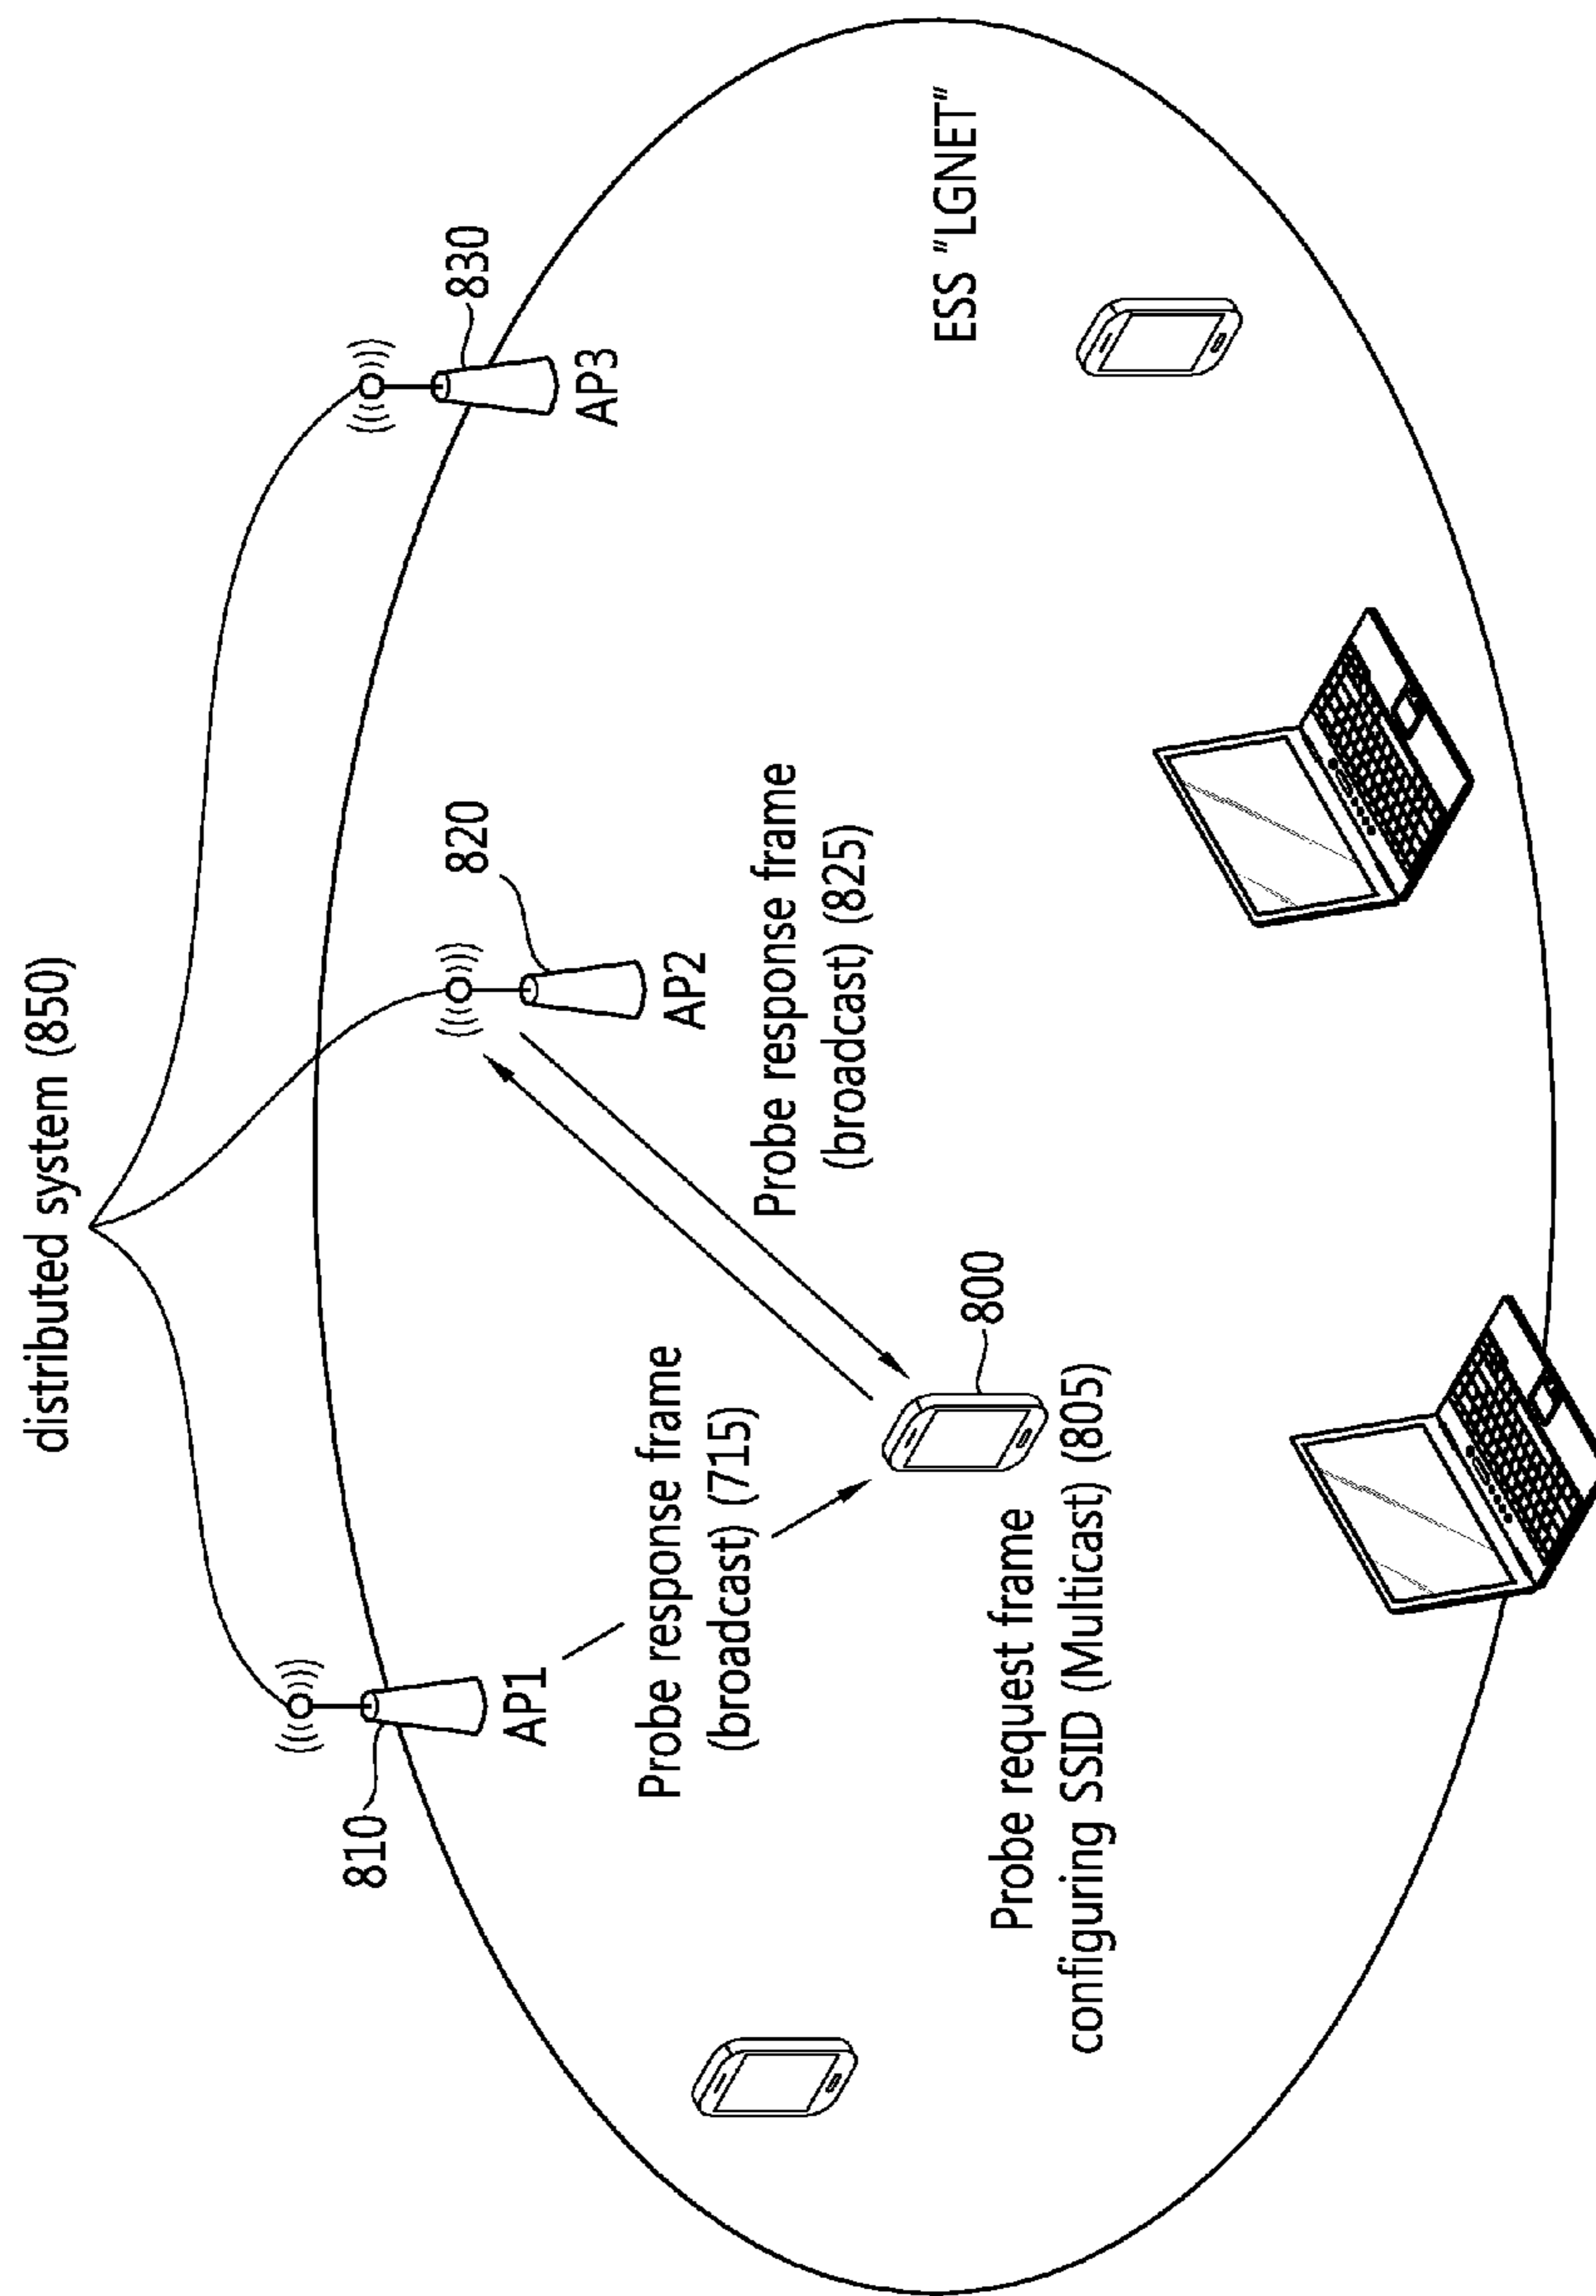 distributed system (850)
810
AP1
820
AP2
830
AP3
Probe response frame
(broadcast) (715)
Probe response frame
(broadcast) (825)
800
Probe request frame
configuring SSID (Multicast) (805)
ESS "LGNET"